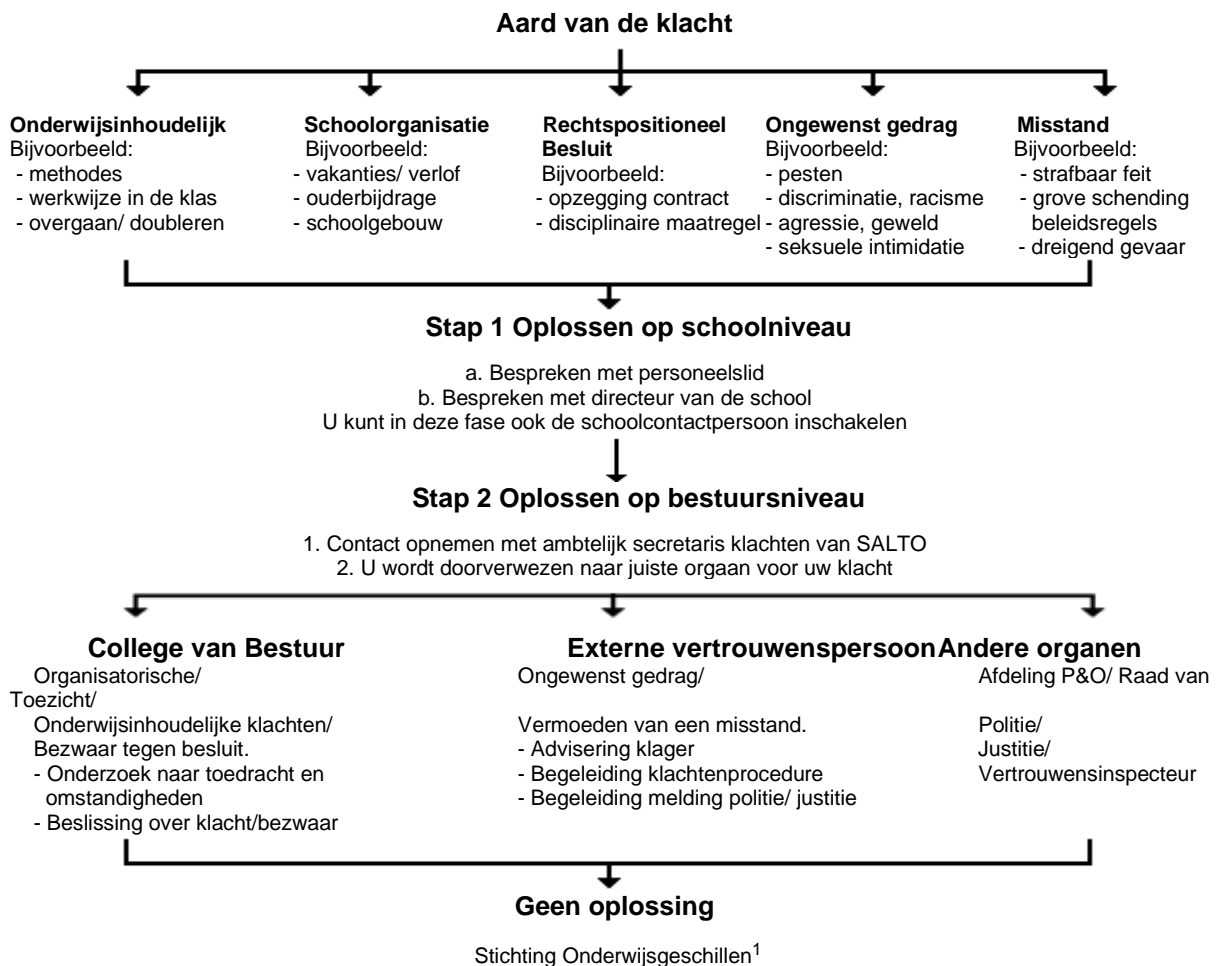 Aard van de klacht
Onderwijsinhoudelijk
Bijvoorbeeld:
- methodes
- werkwijze in de klas
- overgaan/ doubleren
Schoolorganisatie
Bijvoorbeeld:
- vakanties/ verlof
- ouderbijdrage
- schoolgebouw
Rechtspositioneel
Besluit
Bijvoorbeeld:
- opzegging contract
- disciplinaire maatregel
Ongewenst gedrag
Bijvoorbeeld:
- pesten
- discriminatie, racisme
- agressie, geweld
- seksuele intimidatie
Misstand
Bijvoorbeeld:
- strafbaar feit
- grove schending
beleidsregels
- dreigend gevaar
Stap 1 Oplossen op schoolniveau
a. Bespreken met personeelslid
b. Bespreken met directeur van de school
U kunt in deze fase ook de schoolcontactpersoon inschakelen
Stap 2 Oplossen op bestuursniveau
1. Contact opnemen met ambtelijk secretaris klachten van SALTO
2. U wordt doorverwezen naar juiste orgaan voor uw klacht
College van Bestuur
Organisatorische/
Toezicht/
Onderwijsinhoudelijke klachten/
Bezwaar tegen besluit.
- Onderzoek naar toedracht en
omstandigheden
- Beslissing over klacht/bezwaar
Externe vertrouwenspersoon
Ongewenst gedrag/
Vermoeden van een misstand.
- Advisering klager
- Begeleiding klachtenprocedure
- Begeleiding melding politie/ justitie
Andere organen
Afdeling P&O/ Raad van
Politie/
Justitie/
Vertrouwensinspecteur
Geen oplossing
Stichting Onderwijsgeschillen1